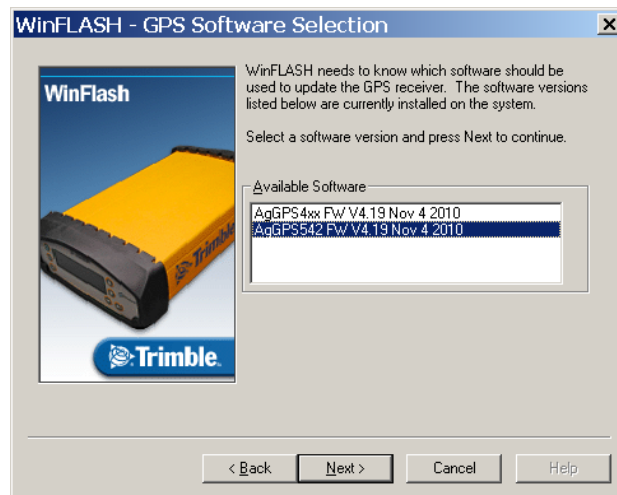 WinFLASH - GPS Software Selection
WinFlash
Trimble
Trimble.
WinFLASH needs to know which software should be
used to update the GPS receiver. The software versions
listed below are currently installed on the system.
Select a software version and press Next to continue.
Available Software
AgGPS4xx FW V4.19 Nov 4 2010
AgGPS542 FW V4.19 Nov 4 2010
< Back
Next >
Cancel
Help